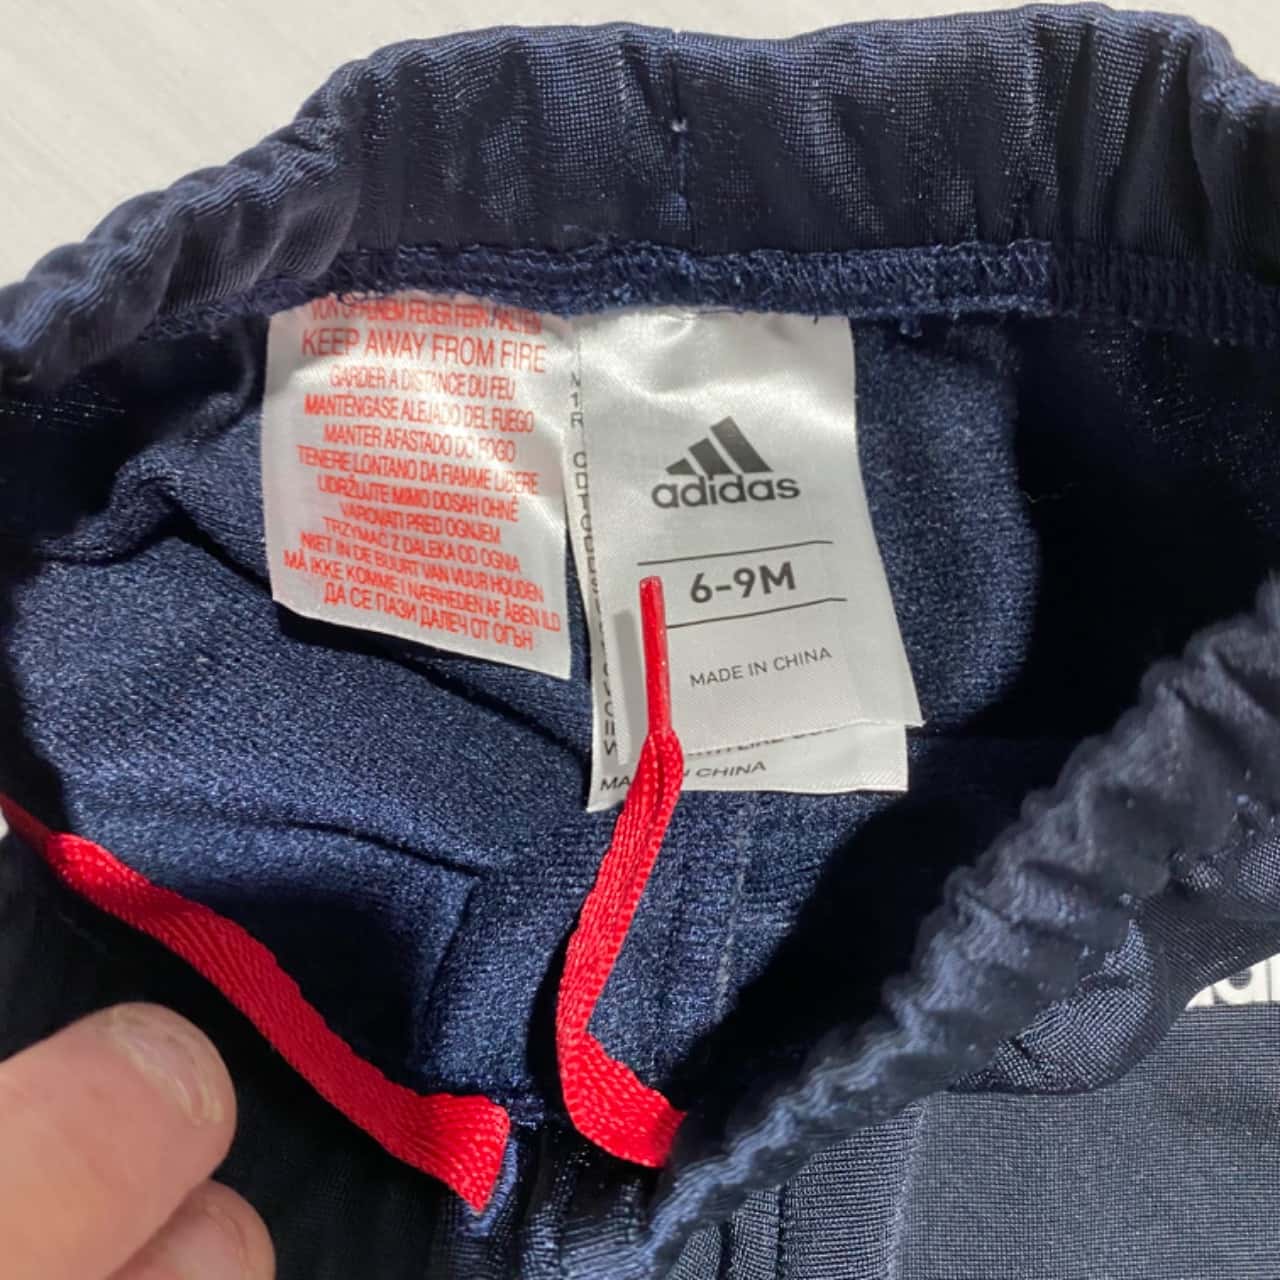 VON OFFENEM FEUER FERNHALTEN
KEEP AWAY FROM FIRE
GARDER A DISTANCE DU FEU
MANTÉNGASE ALEJADO DEL FUEGO
MANTER AFASTADO DO FOGO
TENERE LONTANO DA FIAMME LIBERE
UDRŽUJTE MIMO DOSAH OHNĚ
VAROVATI PRED OGNJEM
TRZYMAĆ Z DALEKA OD OGNIA
NIET IN DE BUURT VAN VUUR HOUDEN
MÅ IKKE KOMME I NÆRHEDEN AF ÅBEN ILD
ДА СЕ ПАЗИ ДАЛЕЧ ОТ ОГЪН
adidas
6-9M
MADE IN CHINA
CHINA